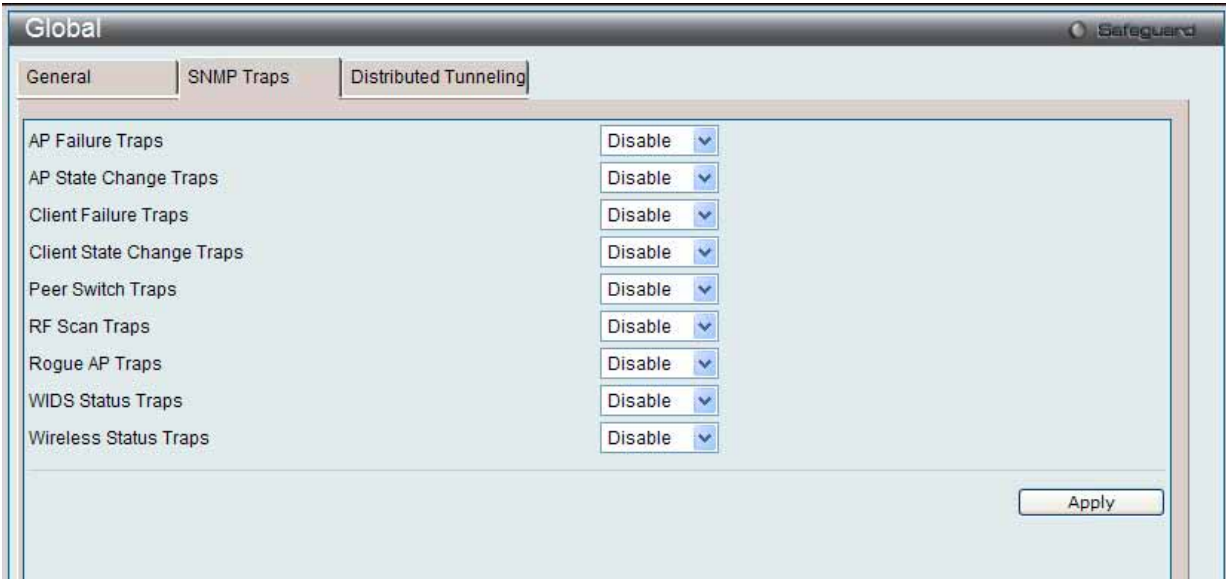 Global Safeguard
General SNMP Traps Distributed Tunneling
AP Failure Traps Disable
AP State Change Traps Disable
Client Failure Traps Disable
Client State Change Traps Disable
Peer Switch Traps Disable
RF Scan Traps Disable
Rogue AP Traps Disable
WIDS Status Traps Disable
Wireless Status Traps Disable
Apply